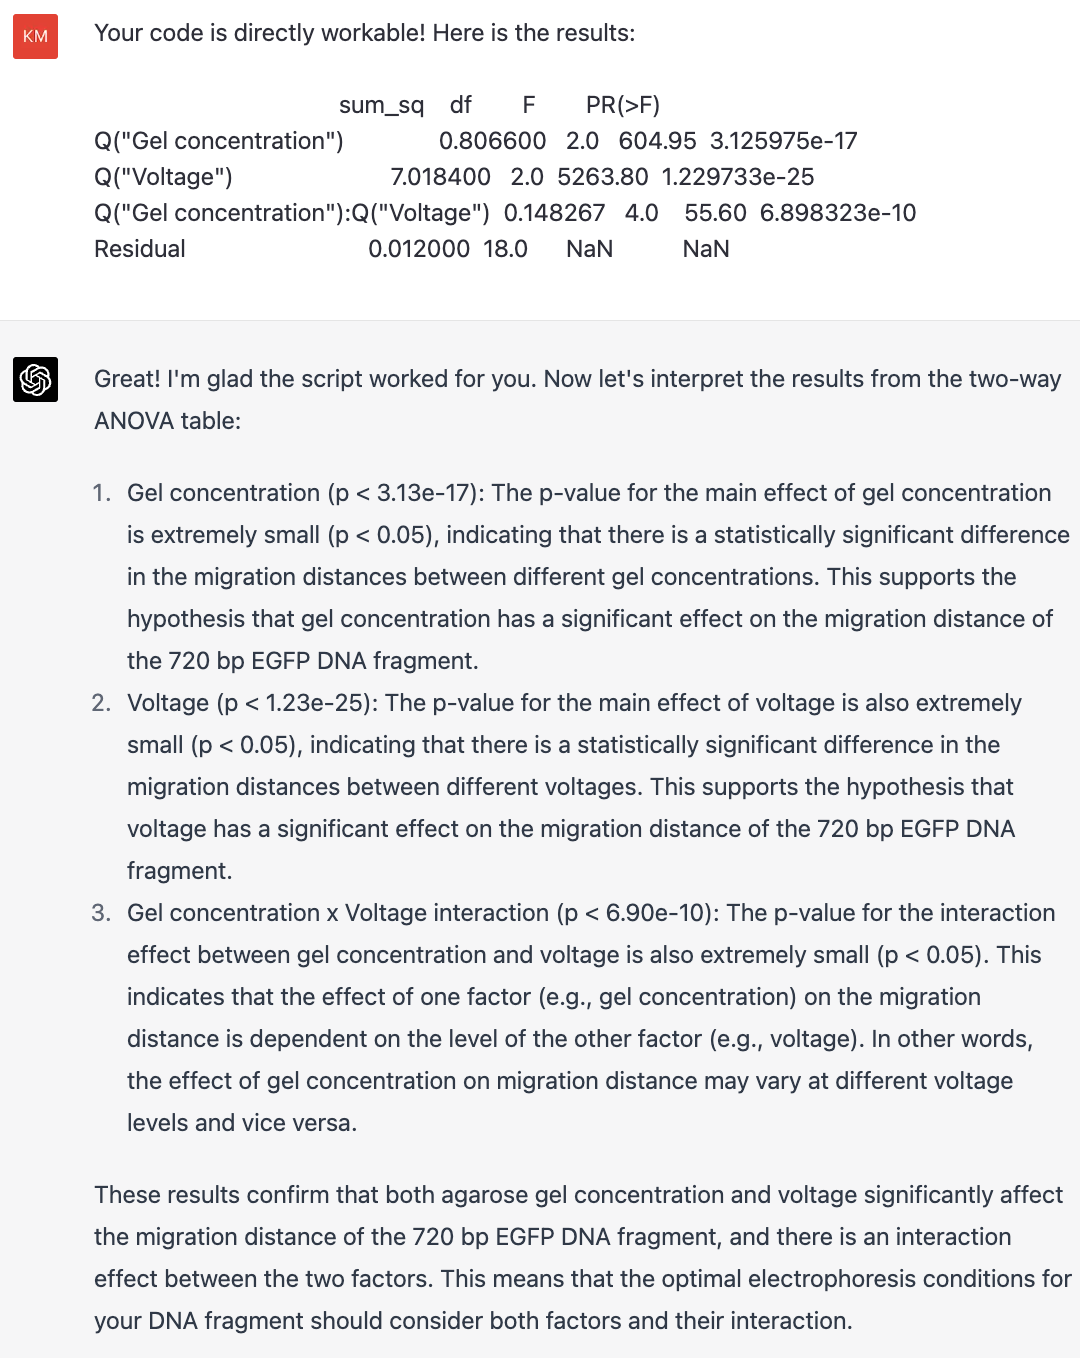 KM
Your code is directly workable! Here is the results:
sum_sq df F PR(>F)
Q("Gel concentration") 0.806600 2.0 604.95 3.125975e-17
Q("Voltage") 7.018400 2.0 5263.80 1.229733e-25
Q("Gel concentration"):Q("Voltage") 0.148267 4.0 55.60 6.898323e-10
Residual 0.012000 18.0 NaN NaN
Great! I'm glad the script worked for you. Now let's interpret the results from the two-way
ANOVA table:
1. Gel concentration (p < 3.13e-17): The p-value for the main effect of gel concentration
is extremely small (p < 0.05), indicating that there is a statistically significant difference
in the migration distances between different gel concentrations. This supports the
hypothesis that gel concentration has a significant effect on the migration distance of
the 720 bp EGFP DNA fragment.
2. Voltage (p < 1.23e-25): The p-value for the main effect of voltage is also extremely
small (p < 0.05), indicating that there is a statistically significant difference in the
migration distances between different voltages. This supports the hypothesis that
voltage has a significant effect on the migration distance of the 720 bp EGFP DNA
fragment.
3. Gel concentration x Voltage interaction (p < 6.90e-10): The p-value for the interaction
effect between gel concentration and voltage is also extremely small (p < 0.05). This
indicates that the effect of one factor (e.g., gel concentration) on the migration
distance is dependent on the level of the other factor (e.g., voltage). In other words,
the effect of gel concentration on migration distance may vary at different voltage
levels and vice versa.
These results confirm that both agarose gel concentration and voltage significantly affect
the migration distance of the 720 bp EGFP DNA fragment, and there is an interaction
effect between the two factors. This means that the optimal electrophoresis conditions for
your DNA fragment should consider both factors and their interaction.